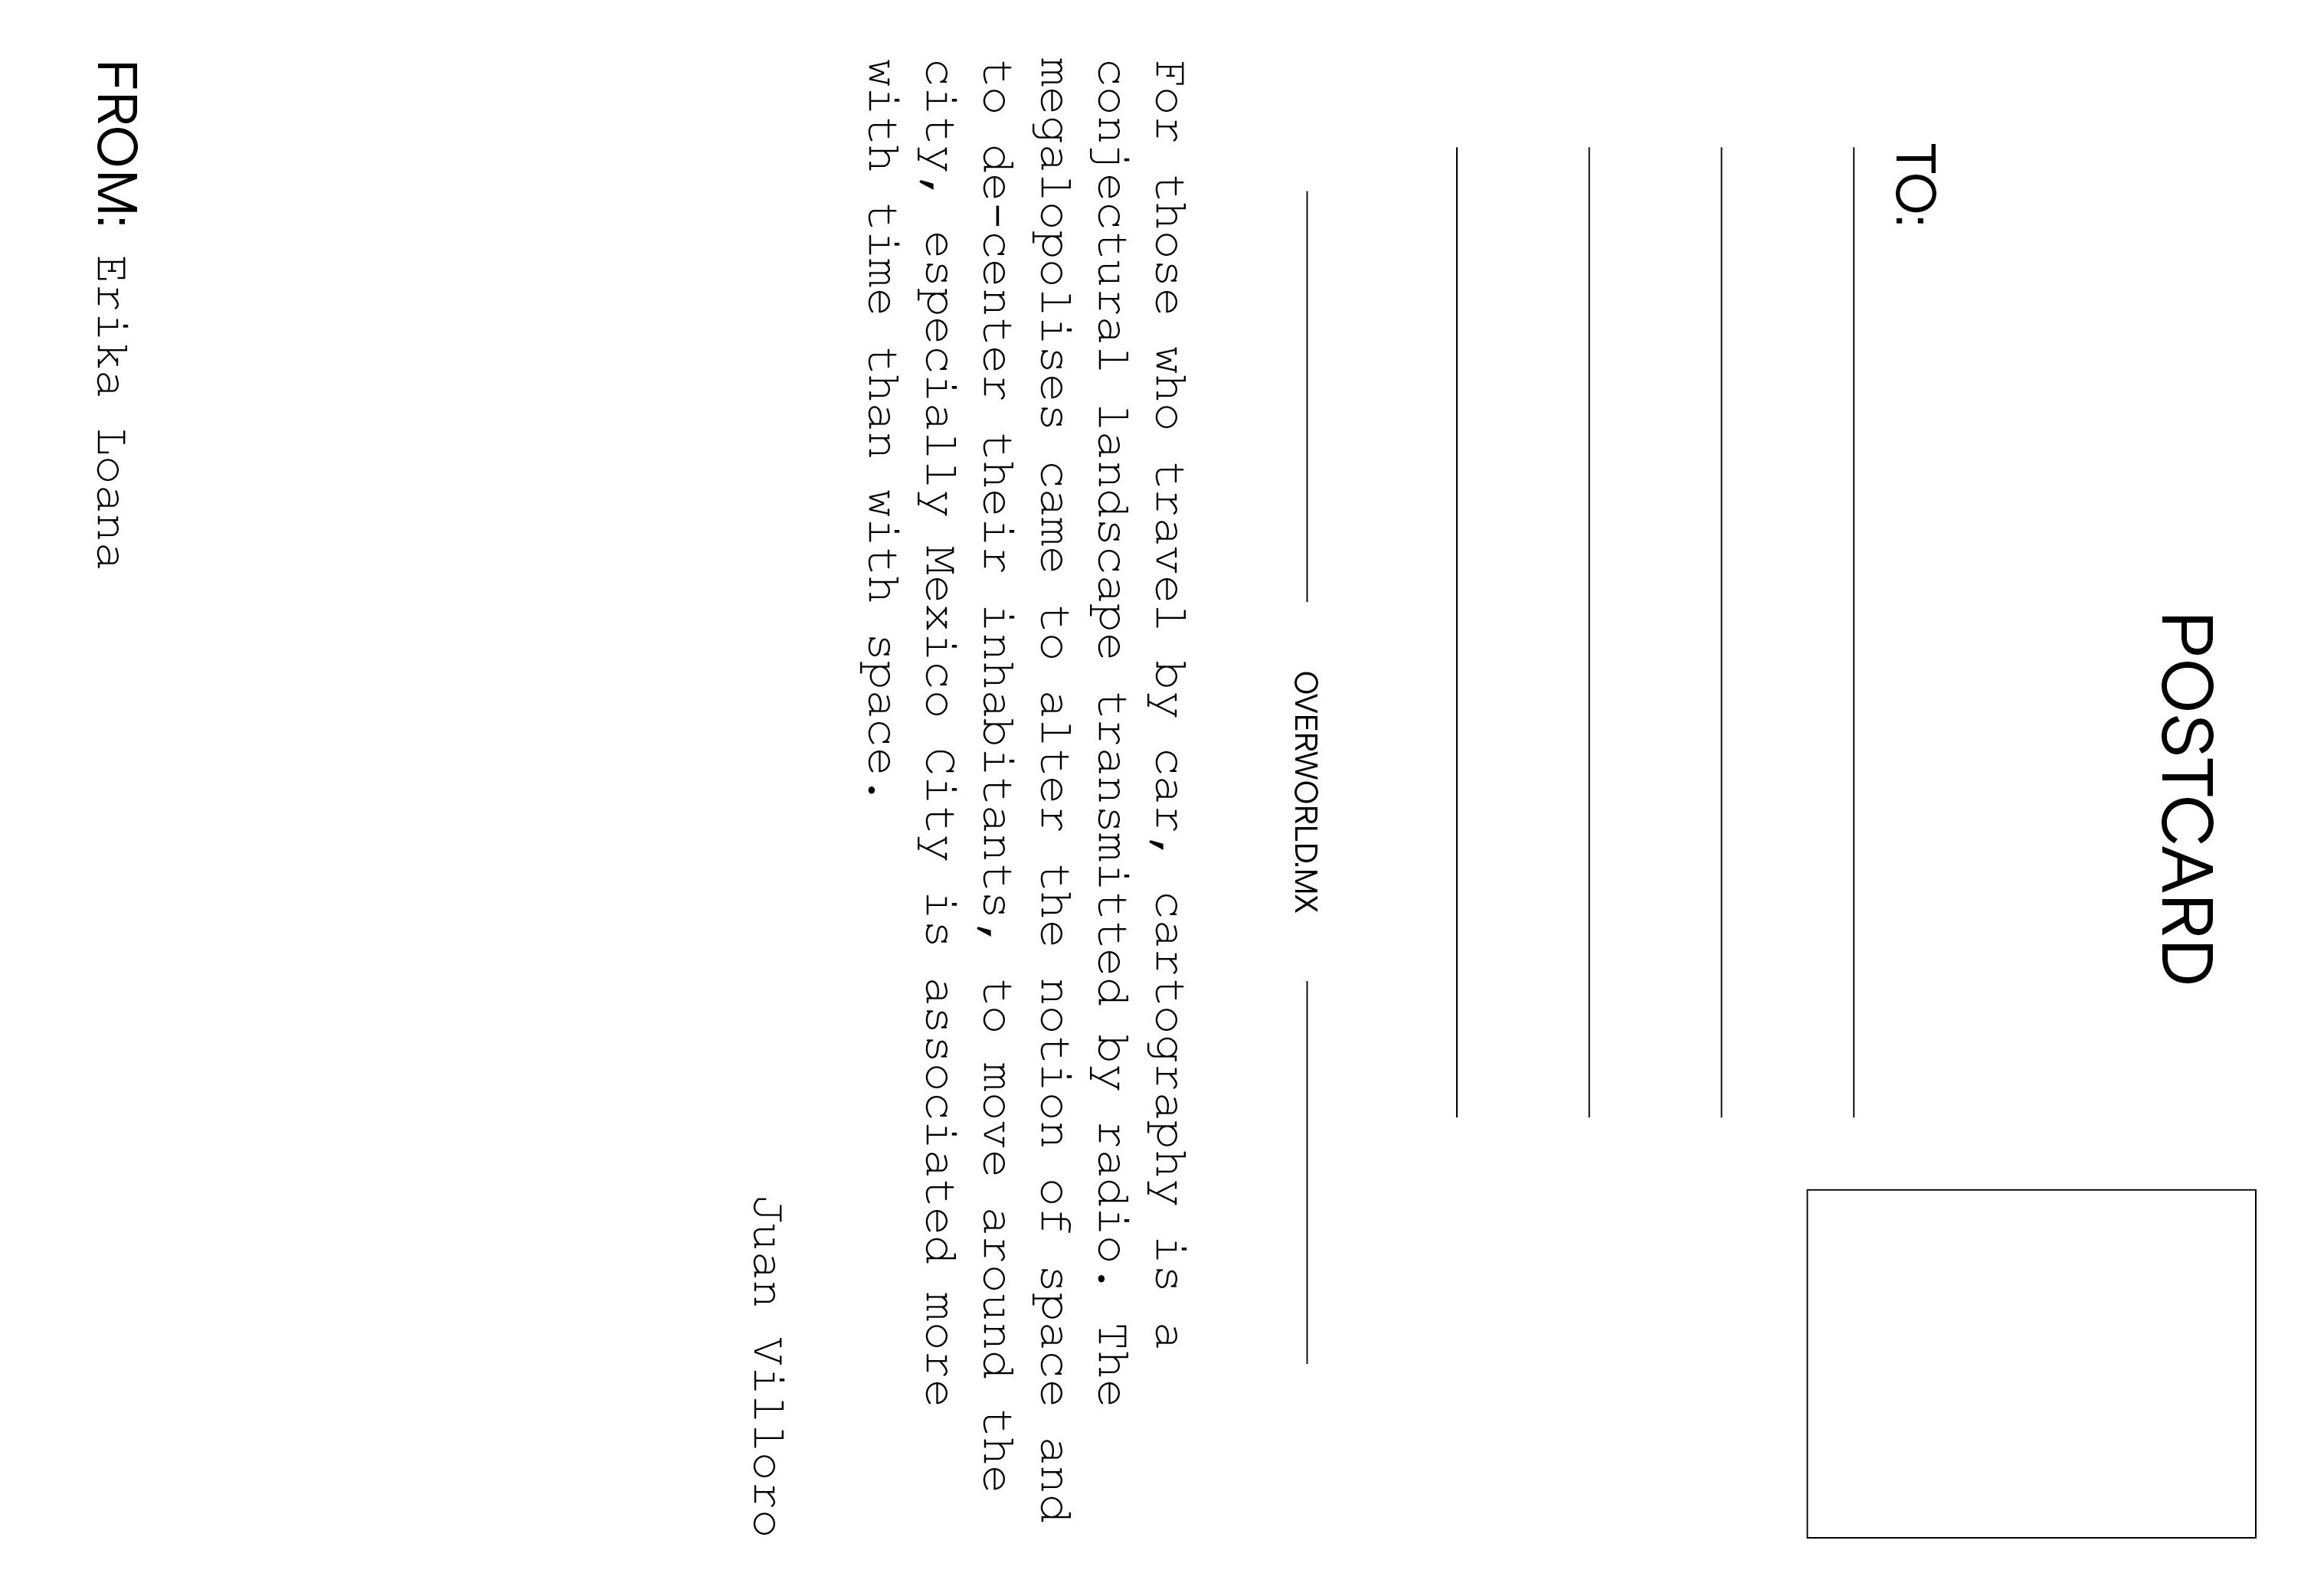 POSTCARD
TO:
OVERWORLD.MX
For those who travel by car, cartography is a
conjectural landscape transmitted by radio. The
megalopolises came to alter the notion of space and
to de-center their inhabitants, to move around the
city, especially Mexico City is associated more
with time than with space.
Juan Villoro
FROM: Erika Loana